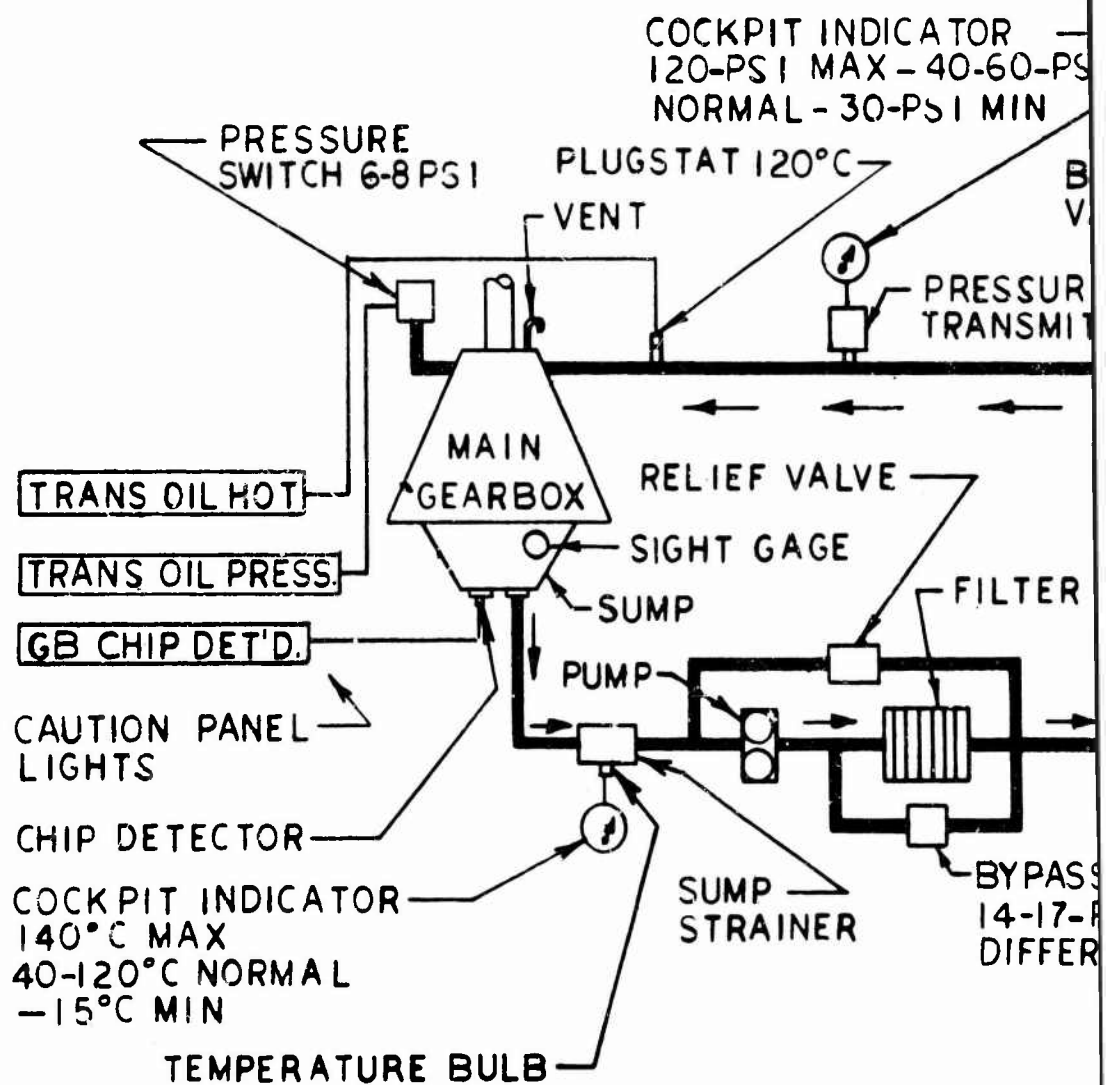 COCKPIT INDICATOR
120-PSI MAX - 40-60-PS
NORMAL - 30-PSI MIN
PRESSURE
SWITCH 6-8 PSI
PLUGSTAT 120°C
B
V
VENT
PRESSUR
TRANSMIT
MAIN
GEARBOX
RELIEF VALVE
TRANS OIL HOT
SIGHT GAGE
TRANS OIL PRESS.
FILTER
SUMP
GB CHIP DET'D.
PUMP
CAUTION PANEL
LIGHTS
CHIP DETECTOR
COCKPIT INDICATOR
140°C MAX
40-120°C NORMAL
-15°C MIN
SUMP
STRAINER
BYPASS
14-17-P
DIFFER
TEMPERATURE BULB